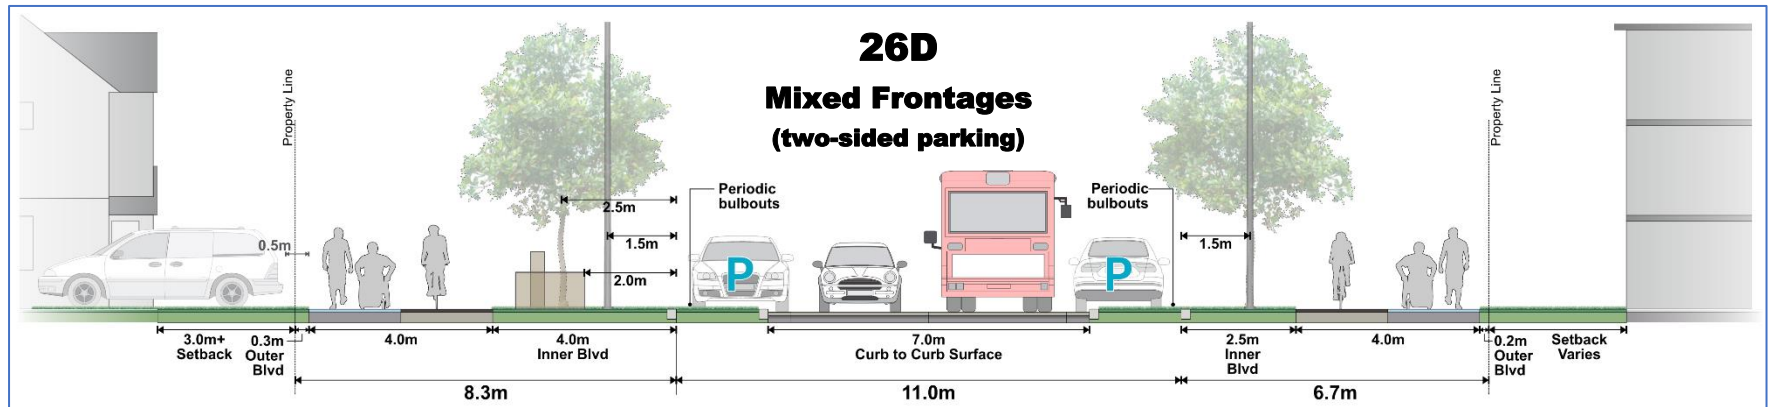 26D
Mixed Frontages
(two-sided parking)
Property Line
Property Line
Periodic
bulbouts
Periodic
bulbouts
2.5m
0.5m
1.5m
1.5m
2.0m
P
P
3.0m+
Setback
0.3m
Outer
Blvd
4.0m
4.0m
Inner Blvd
7.0m
Curb to Curb Surface
2.5m
Inner
Blvd
4.0m
0.2m
Outer
Blvd
Setback
Varies
8.3m
11.0m
6.7m